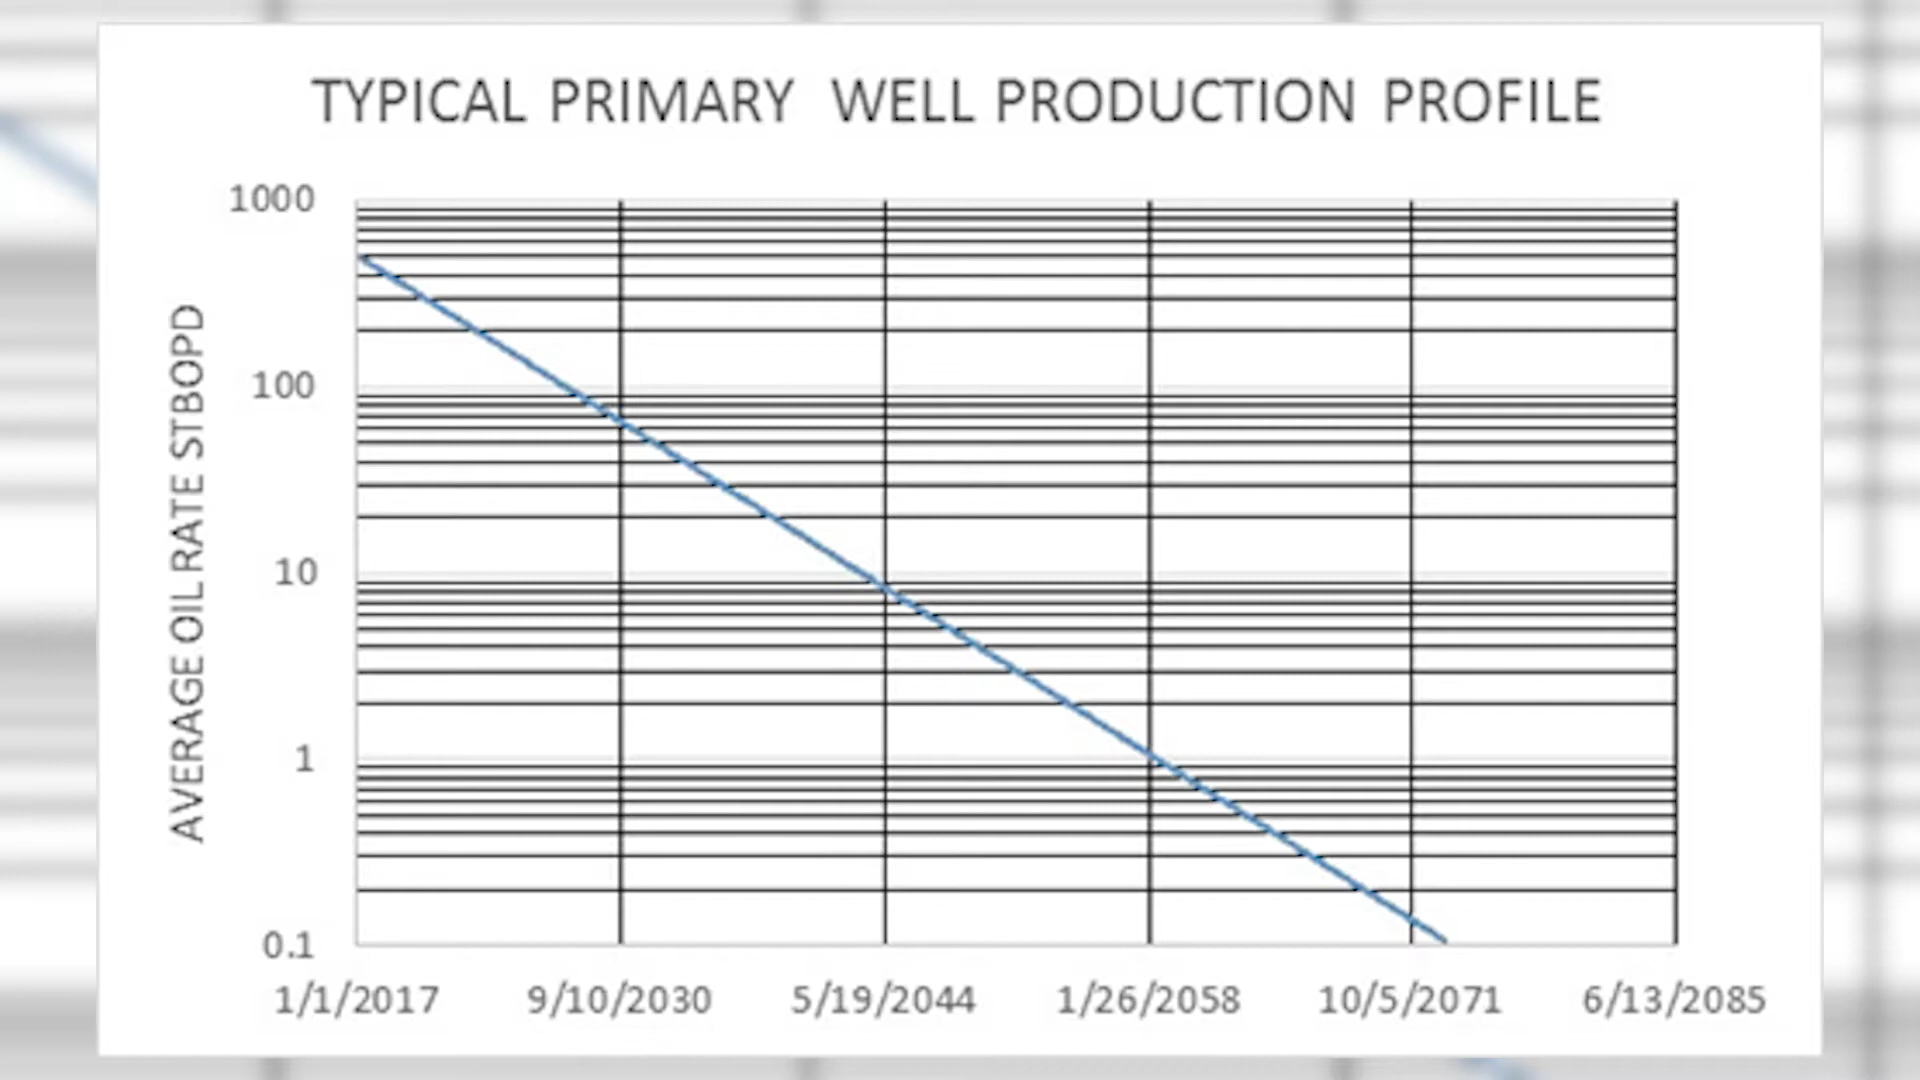 TYPICAL PRIMARY WELL PRODUCTION PROFILE
AVERAGE OIL RATE STBOPD
1000
100
10
1
0.1
1/1/2017 9/10/2030 5/19/2044 1/26/2058 10/5/2071 6/13/2085